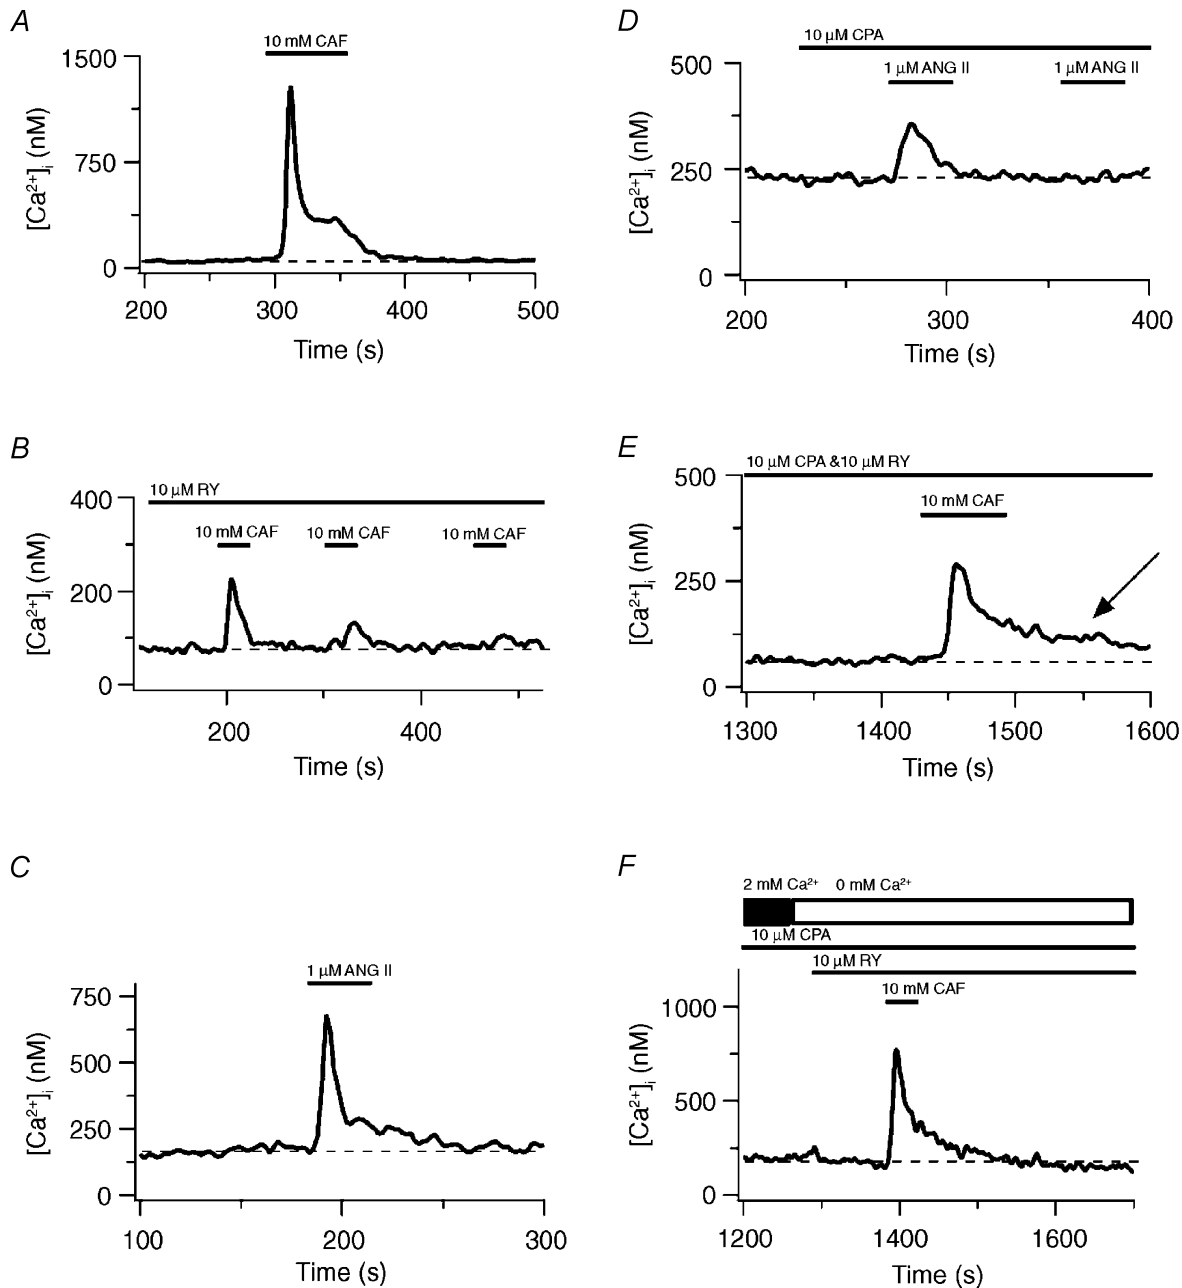 A
10 mM CAF
1500
750
0
[Ca²⁺]ᵢ (nM)
200 300 400 500
Time (s)
B
10 µM RY
10 mM CAF 10 mM CAF 10 mM CAF
400
200
0
[Ca²⁺]ᵢ (nM)
200 400
Time (s)
C
1 µM ANG II
750
500
250
0
[Ca²⁺]ᵢ (nM)
100 200 300
Time (s)
D
10 µM CPA
1 µM ANG II 1 µM ANG II
500
250
0
[Ca²⁺]ᵢ (nM)
200 300 400
Time (s)
E
10 µM CPA &10 µM RY
10 mM CAF
500
250
0
[Ca²⁺]ᵢ (nM)
1300 1400 1500 1600
Time (s)
F
2 mM Ca²⁺ 0 mM Ca²⁺
10 µM CPA
10 µM RY
10 mM CAF
1000
500
0
[Ca²⁺]ᵢ (nM)
1200 1400 1600
Time (s)